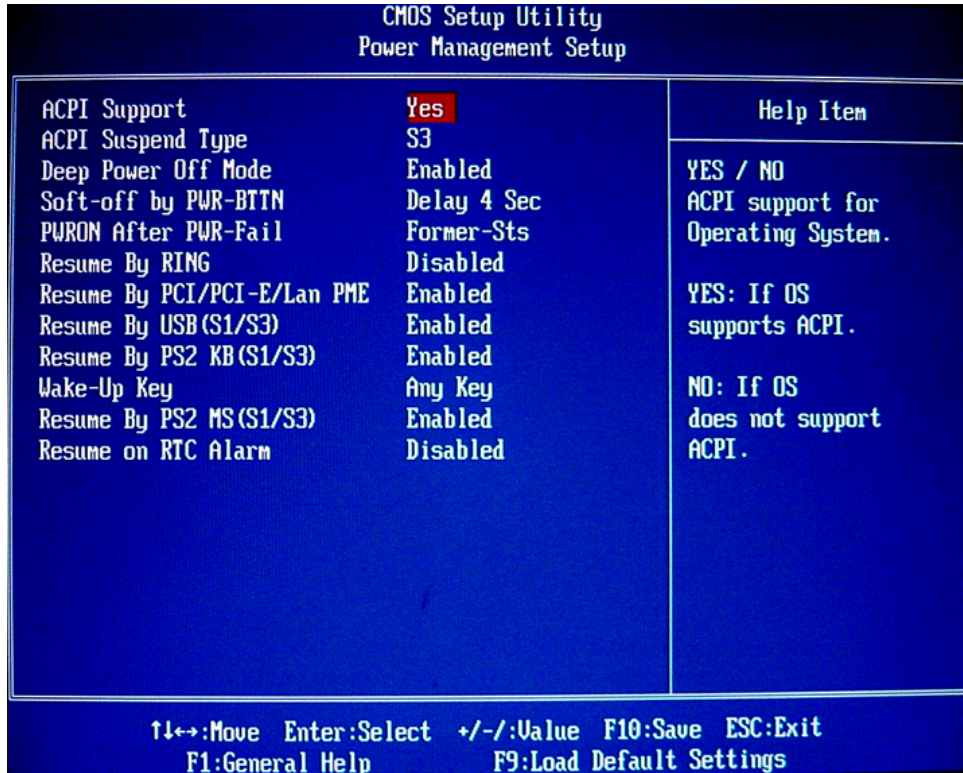 CMOS Setup Utility
Power Management Setup
ACPI Support Yes
ACPI Suspend Type S3
Deep Power Off Mode Enabled
Soft-off by PWR-BTTN Delay 4 Sec
PWRON After PWR-Fail Former-Sts
Resume By RING Disabled
Resume By PCI/PCI-E/Lan PME Enabled
Resume By USB(S1/S3) Enabled
Resume By PS2 KB(S1/S3) Enabled
Wake-Up Key Any Key
Resume By PS2 MS(S1/S3) Enabled
Resume on RTC Alarm Disabled
Help Item
YES / NO
ACPI support for
Operating System.
YES: If OS
supports ACPI.
NO: If OS
does not support
ACPI.
↑↓←→:Move Enter:Select +/-/:Value F10:Save ESC:Exit
F1:General Help F9:Load Default Settings